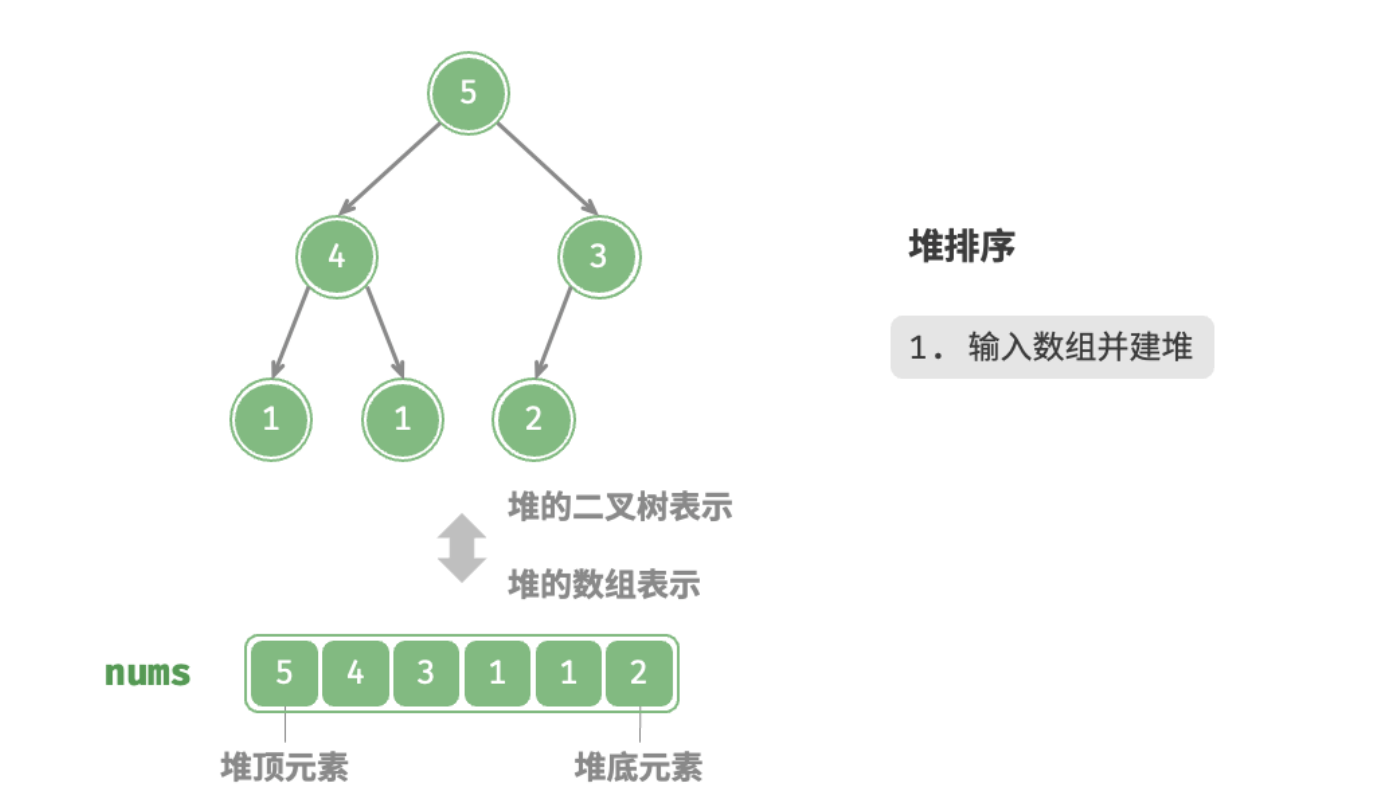 5
4 3
1 1 2
堆排序
1. 输入数组并建堆
堆的二叉树表示
堆的数组表示
nums 5 4 3 1 1 2
堆顶元素 堆底元素